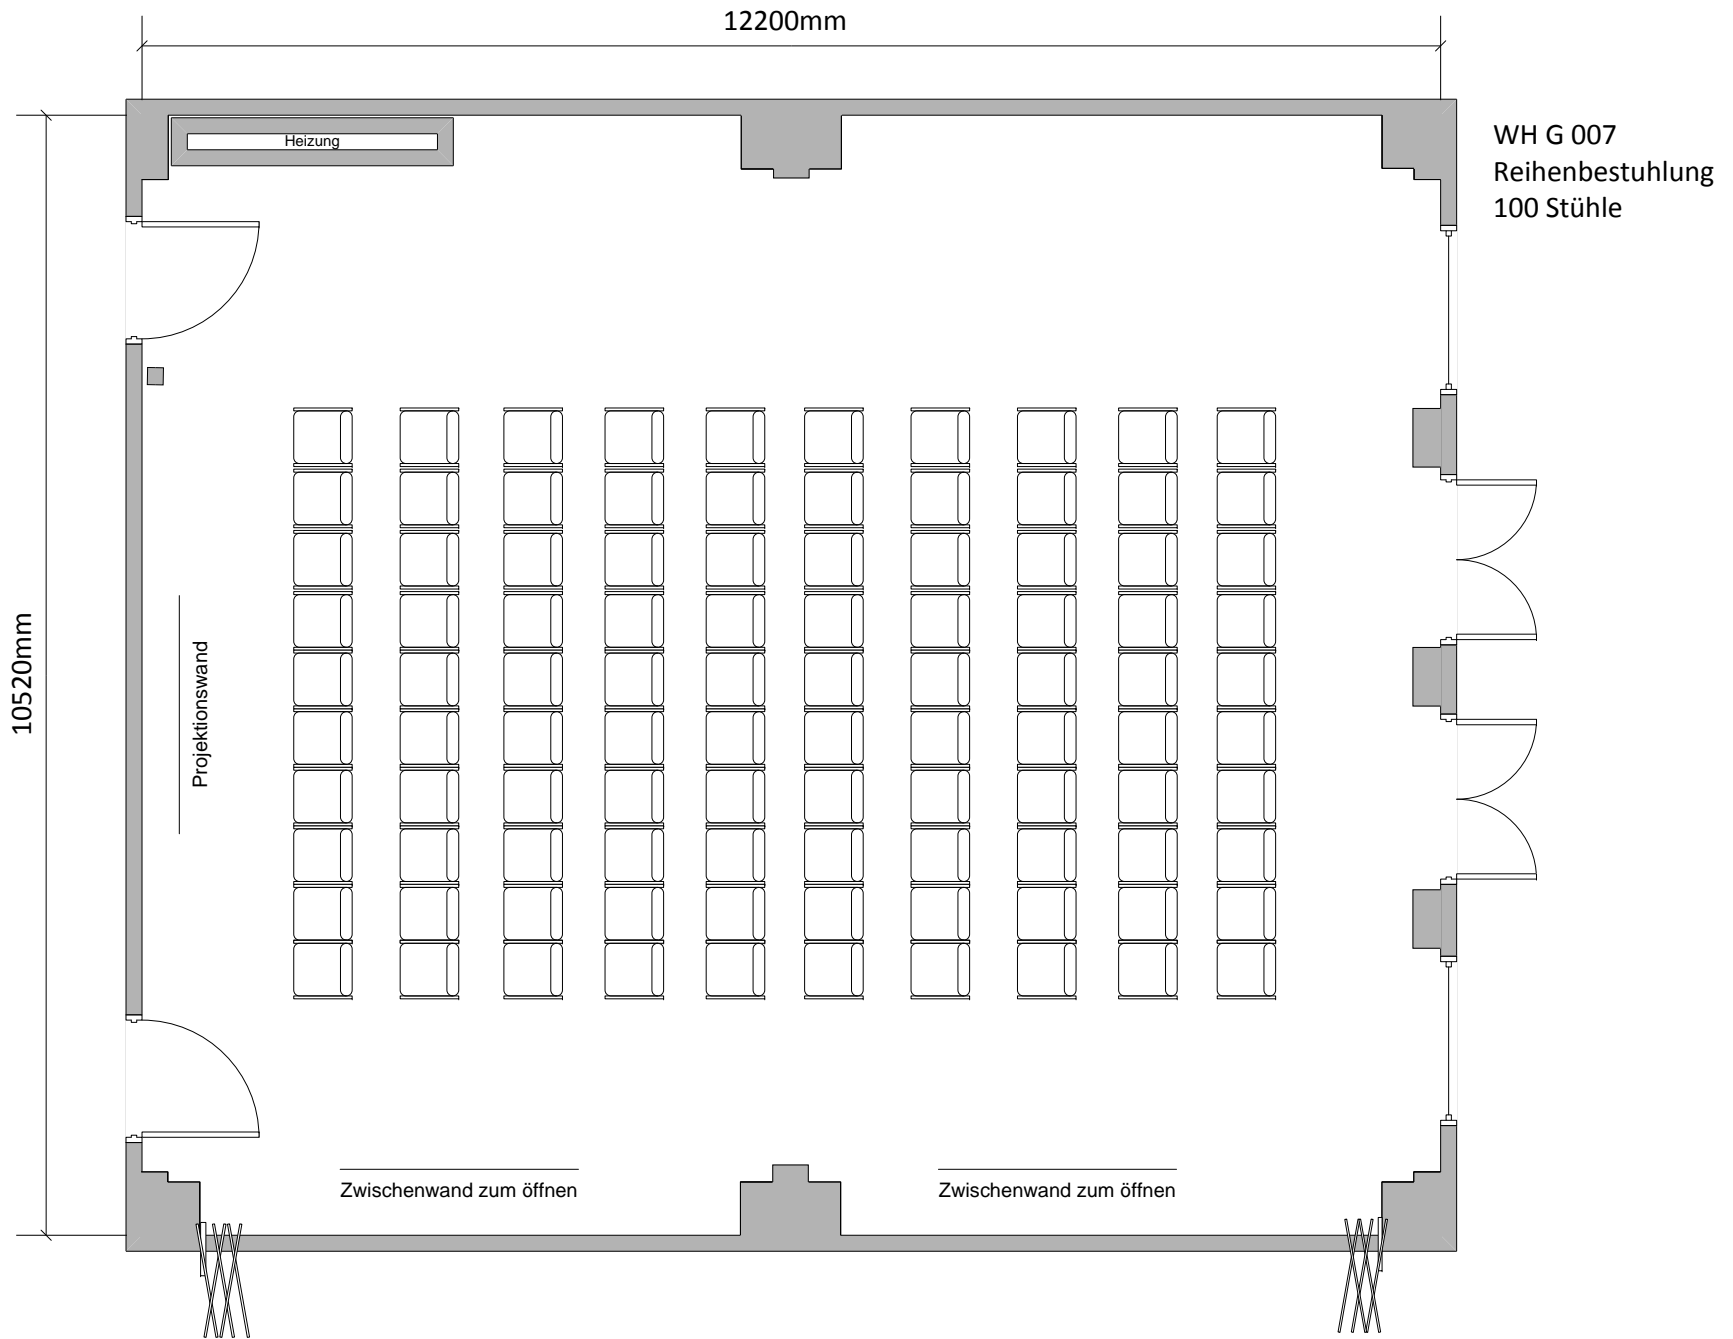 12200mm
WH G 007
Reihenbestuhlung
100 Stühle
Heizung
10520mm
Projektionswand
Zwischenwand zum öffnen
Zwischenwand zum öffnen